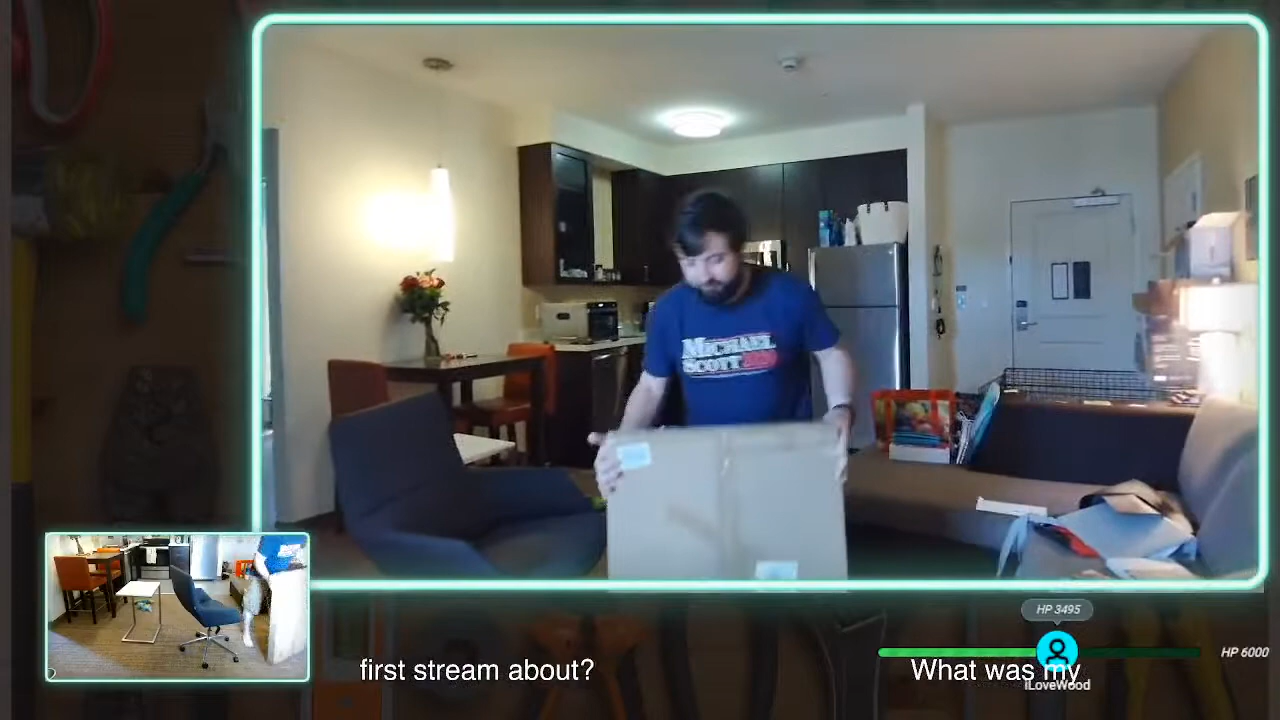 MICHAEL
SCOTT
HP 3495
HP 6000
first stream about?
What was my
iLoveWood